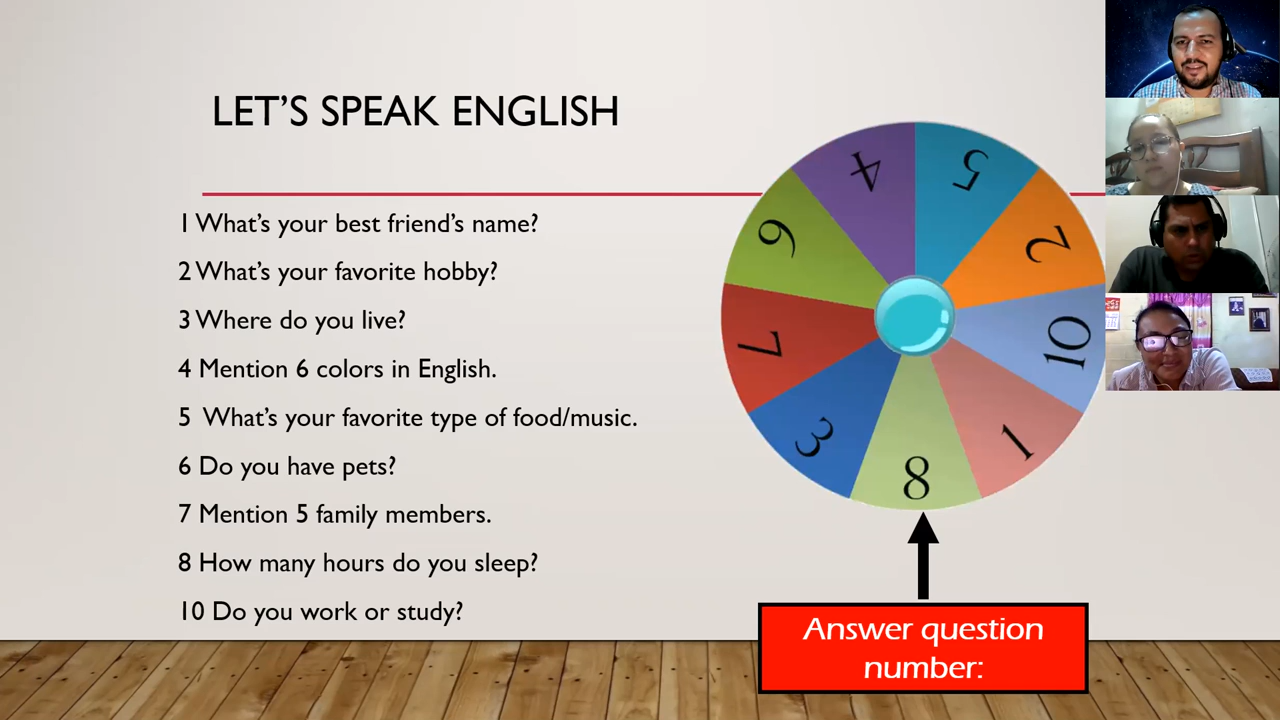 LET'S SPEAK ENGLISH
1 What's your best friend's name?
2 What's your favorite hobby?
3 Where do you live?
4 Mention 6 colors in English.
5 What's your favorite type of food/music.
6 Do you have pets?
7 Mention 5 family members.
8 How many hours do you sleep?
10 Do you work or study?
4
5
2
10
1
8
3
7
6
Answer question
number: